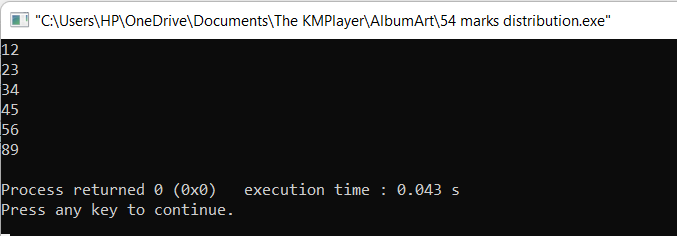 "C:\Users\HP\OneDrive\Documents\The KMPlayer\AlbumArt\54 marks distribution.exe"
12
23
34
45
56
89
Process returned 0 (0x0)   execution time : 0.043 s
Press any key to continue.